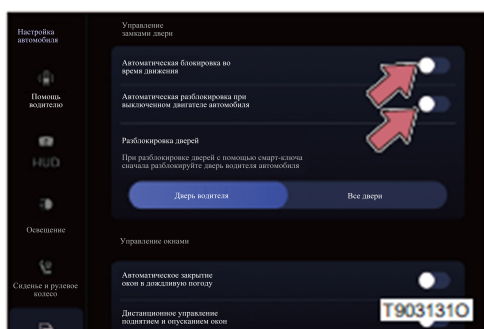 Настройка
автомобиля
Помощь
водителю
HUD
Освещение
Сиденье и рулевое
колесо
Управление
замками двери
Автоматическая блокировка во
время движения
Автоматическая разблокировка при
выключенном двигателе автомобиля
Разблокировка дверей
При разблокировке дверей с помощью смарт-ключа
сначала разблокируйте дверь водителя автомобиля
Дверь водителя
Все двери
Управление окнами
Автоматическое закрытие
окон в дождливую погоду
Дистанционное управление
поднятием и опусканием окон
T903131O